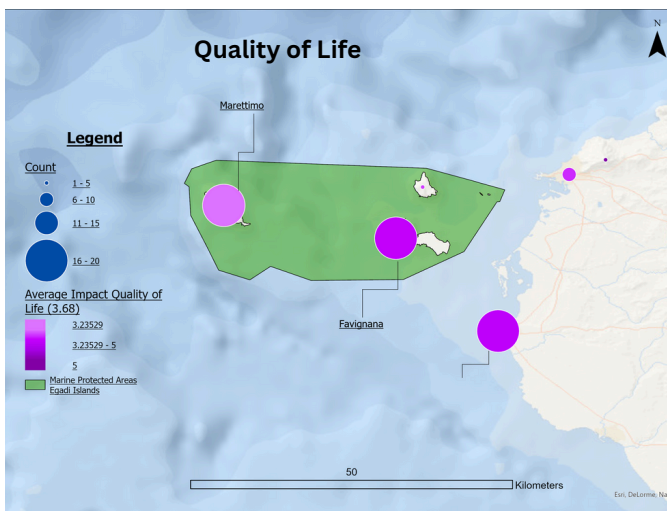 Quality of Life
N
Marettimo
Legend
Count
1 - 5
6 - 10
11 - 15
16 - 20
Average Impact Quality of
Life (3.68)
3.23529
3.23529 - 5
5
Marine Protected Areas
Egadi Islands
Favignana
50
Kilometers
Esri, DeLorme, Na